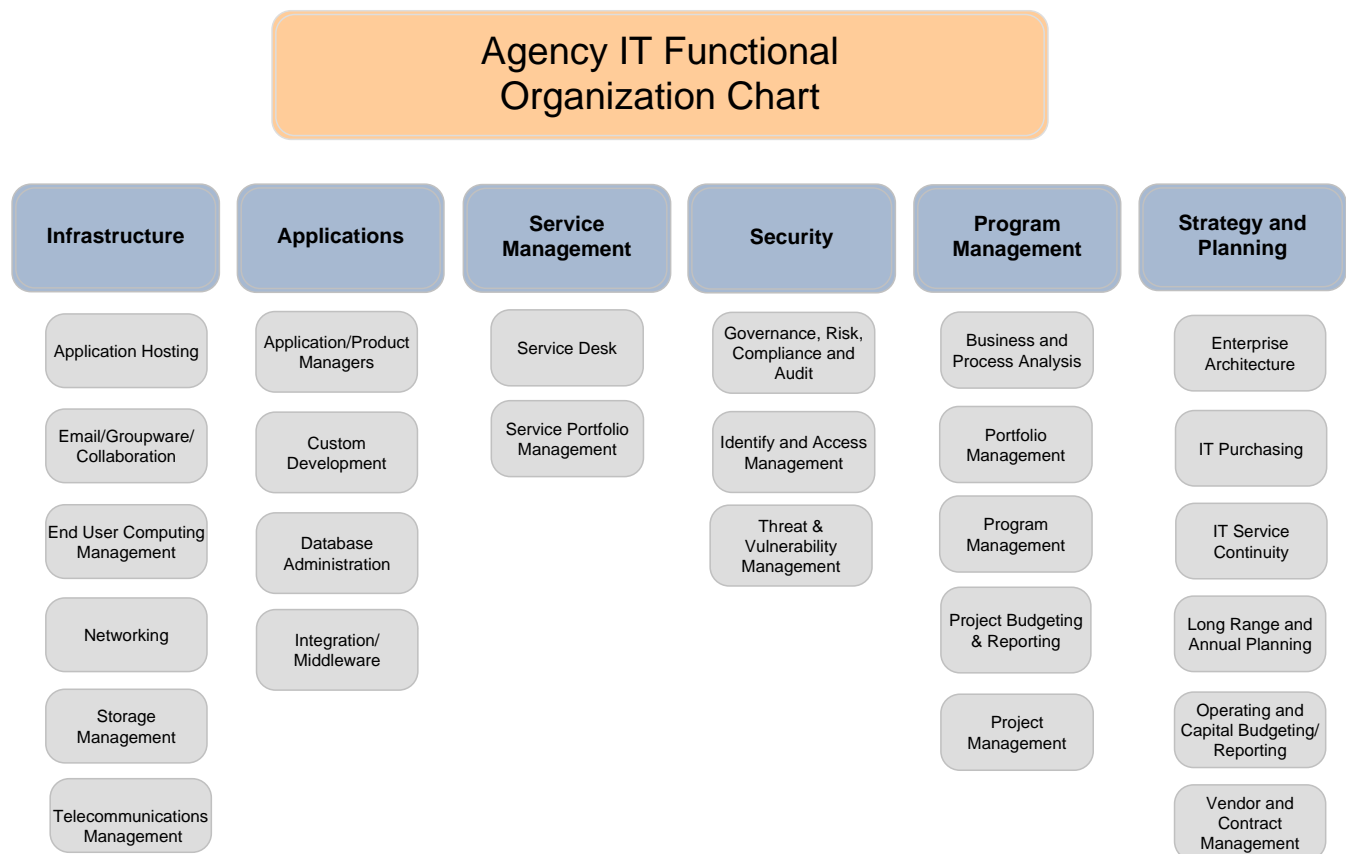 Agency IT Functional
Organization Chart
Infrastructure
Applications
Service
Management
Security
Program
Management
Strategy and
Planning
Application Hosting
Email/Groupware/
Collaboration
End User Computing
Management
Networking
Storage
Management
Telecommunications
Management
Application/Product
Managers
Custom
Development
Database
Administration
Integration/
Middleware
Service Desk
Service Portfolio
Management
Governance, Risk,
Compliance and
Audit
Identify and Access
Management
Threat &
Vulnerability
Management
Business and
Process Analysis
Portfolio
Management
Program
Management
Project Budgeting
& Reporting
Project
Management
Enterprise
Architecture
IT Purchasing
IT Service
Continuity
Long Range and
Annual Planning
Operating and
Capital Budgeting/
Reporting
Vendor and
Contract
Management